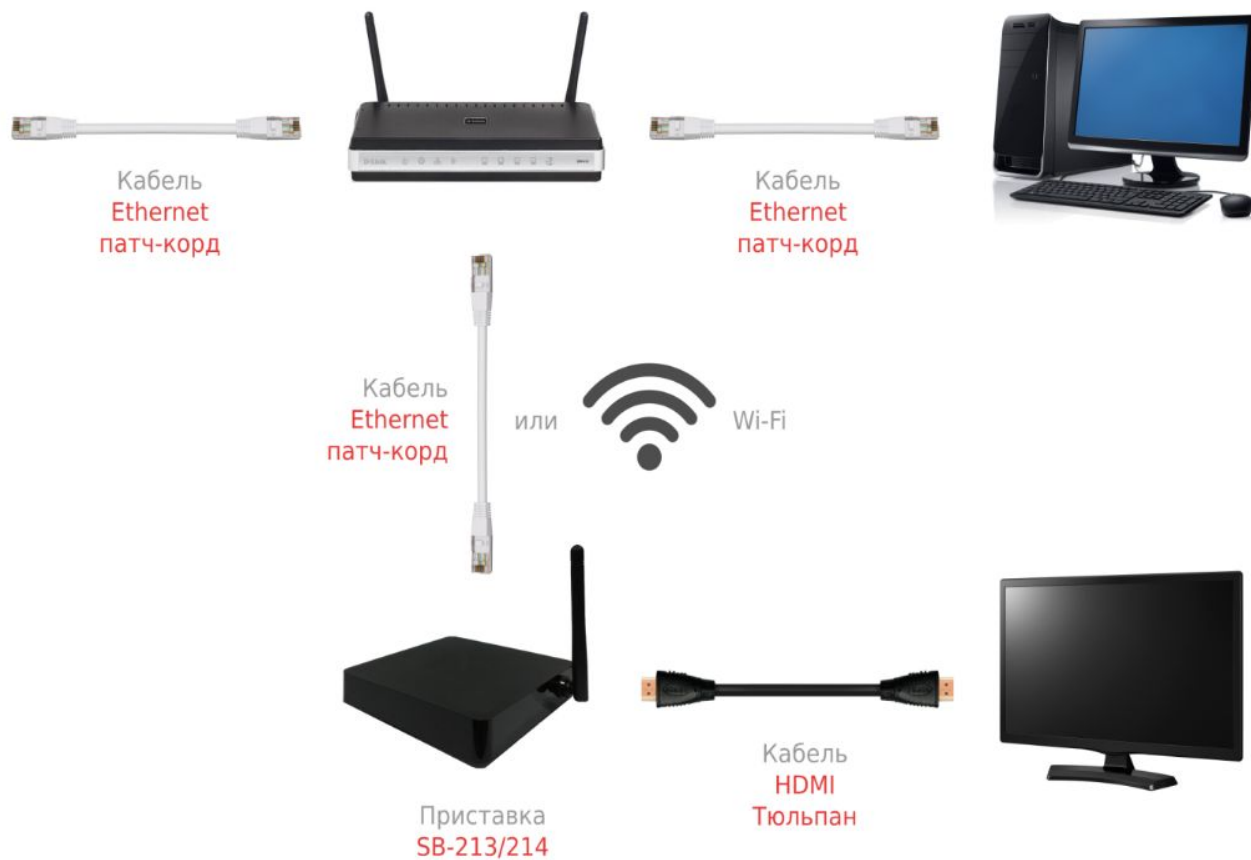 Кабель
Ethernet
патч-корд
D-Link
Кабель
Ethernet
патч-корд
Кабель
Ethernet
патч-корд
или
Wi-Fi
Кабель
HDMI
Тюльпан
Приставка
SB-213/214